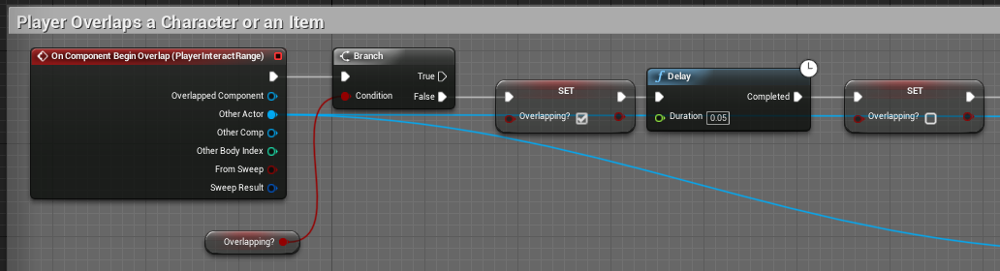 Player Overlaps a Character or an Item
On Component Begin Overlap (PlayerInteractRange)
Overlapped Component
Other Actor
Other Comp
Other Body Index
From Sweep
Sweep Result
Overlapping?
Branch
True
Condition
False
SET
Overlapping?
Delay
Completed
Duration 0.05
SET
Overlapping?